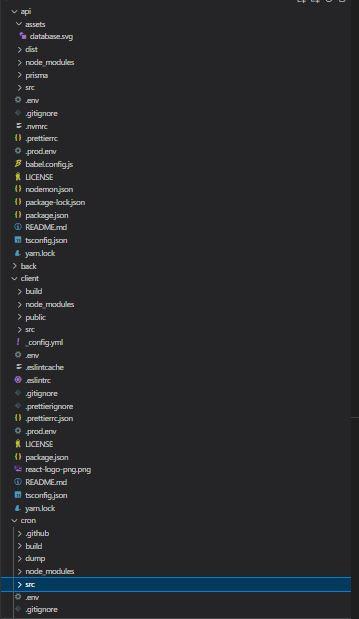 api
assets
database.svg
dist
node_modules
prisma
src
.env
.gitignore
.nvmrc
.prettierrc
.prod.env
babel.config.js
LICENSE
nodemon.json
package-lock.json
package.json
README.md
tsconfig.json
yarn.lock
back
client
build
node_modules
public
src
_config.yml
.env
.eslintcache
.eslintrc
.gitignore
.prettierignore
.prettierrc.json
.prod.env
LICENSE
package.json
react-logo-png.png
README.md
tsconfig.json
yarn.lock
cron
.github
build
dump
node_modules
src
.env
.gitignore